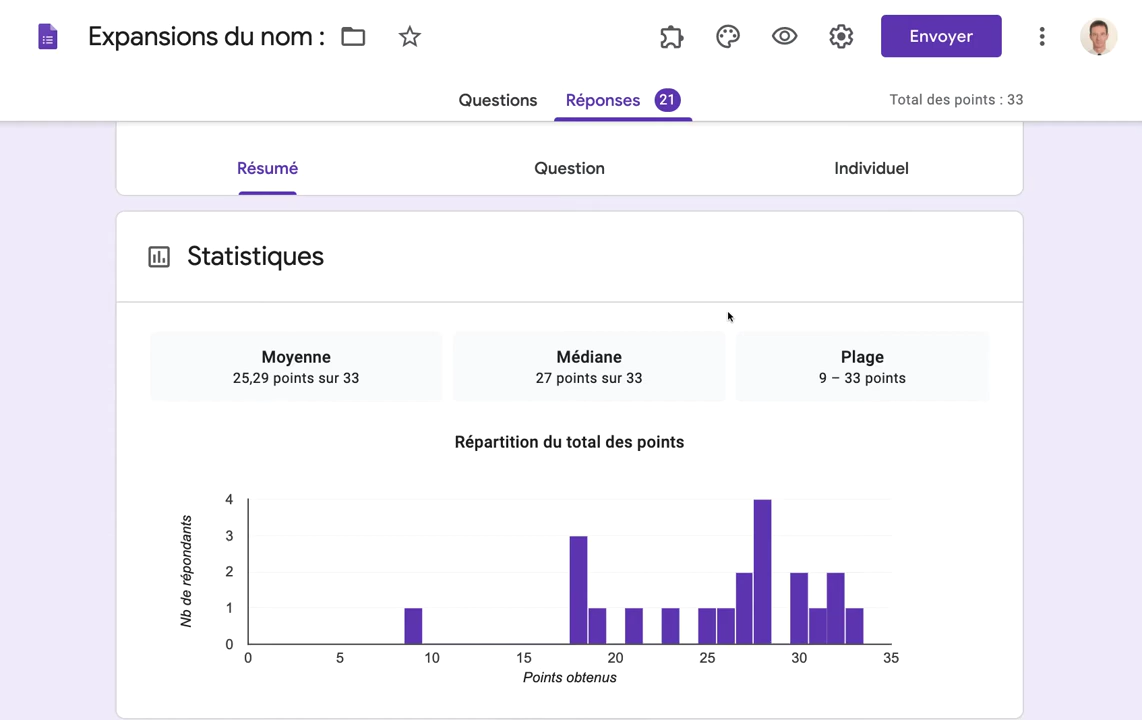 Expansions du nom :
Envoyer
Questions
Réponses 21
Total des points : 33
Résumé
Question
Individuel
Statistiques
Moyenne
25,29 points sur 33
Médiane
27 points sur 33
Plage
9 – 33 points
Répartition du total des points
Nb de répondants
4
3
2
1
0
0 5 10 15 20 25 30 35
Points obtenus